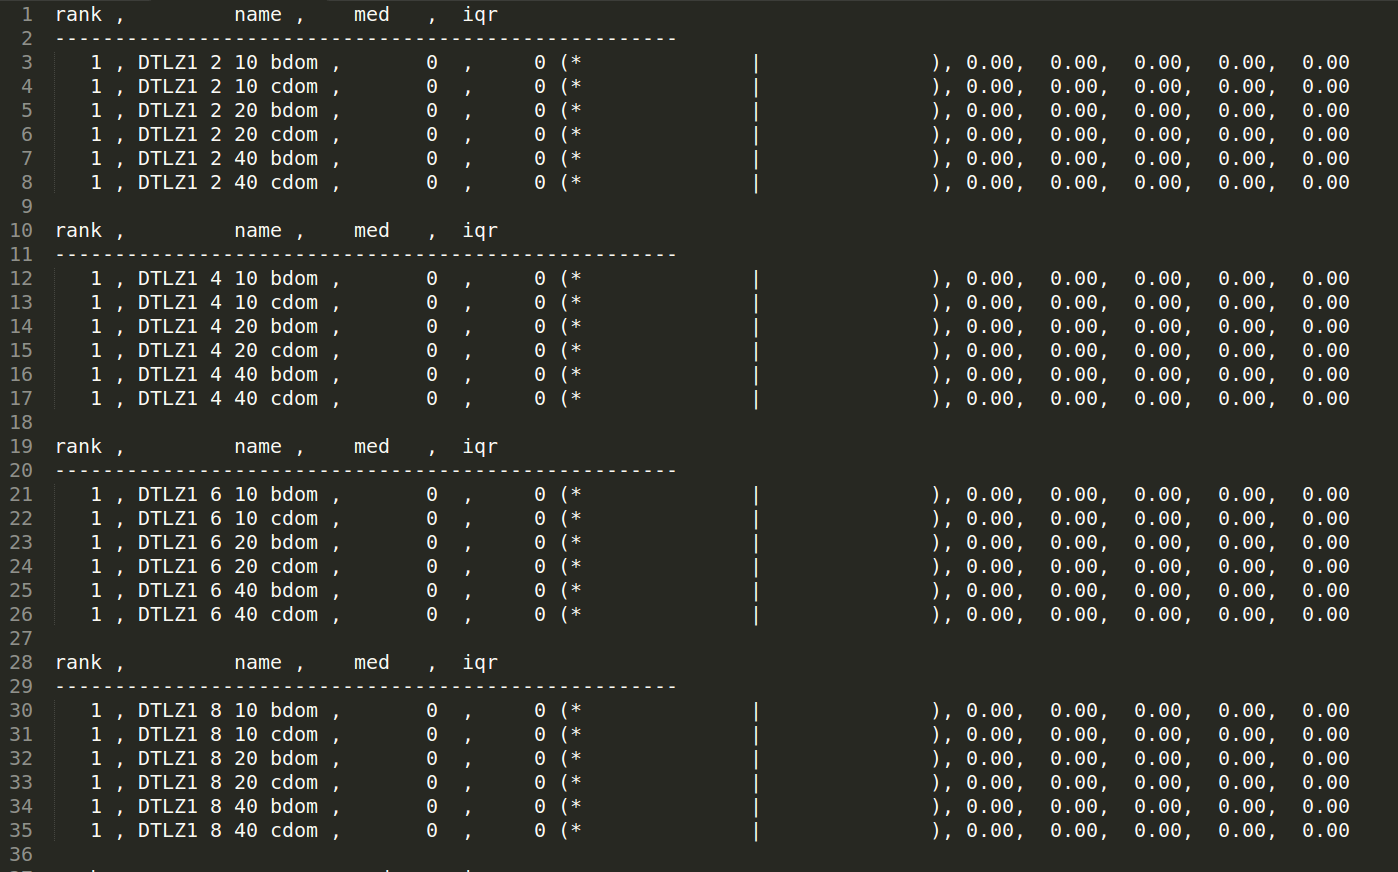 1 rank ,         name ,    med   ,  iqr
2 ----------------------------------------------------
3    1 , DTLZ1 2 10 bdom ,       0  ,     0 (*              |              ), 0.00,  0.00,  0.00,  0.00,  0.00
4    1 , DTLZ1 2 10 cdom ,       0  ,     0 (*              |              ), 0.00,  0.00,  0.00,  0.00,  0.00
5    1 , DTLZ1 2 20 bdom ,       0  ,     0 (*              |              ), 0.00,  0.00,  0.00,  0.00,  0.00
6    1 , DTLZ1 2 20 cdom ,       0  ,     0 (*              |              ), 0.00,  0.00,  0.00,  0.00,  0.00
7    1 , DTLZ1 2 40 bdom ,       0  ,     0 (*              |              ), 0.00,  0.00,  0.00,  0.00,  0.00
8    1 , DTLZ1 2 40 cdom ,       0  ,     0 (*              |              ), 0.00,  0.00,  0.00,  0.00,  0.00
9
10 rank ,         name ,    med   ,  iqr
11 ----------------------------------------------------
12    1 , DTLZ1 4 10 bdom ,       0  ,     0 (*              |              ), 0.00,  0.00,  0.00,  0.00,  0.00
13    1 , DTLZ1 4 10 cdom ,       0  ,     0 (*              |              ), 0.00,  0.00,  0.00,  0.00,  0.00
14    1 , DTLZ1 4 20 bdom ,       0  ,     0 (*              |              ), 0.00,  0.00,  0.00,  0.00,  0.00
15    1 , DTLZ1 4 20 cdom ,       0  ,     0 (*              |              ), 0.00,  0.00,  0.00,  0.00,  0.00
16    1 , DTLZ1 4 40 bdom ,       0  ,     0 (*              |              ), 0.00,  0.00,  0.00,  0.00,  0.00
17    1 , DTLZ1 4 40 cdom ,       0  ,     0 (*              |              ), 0.00,  0.00,  0.00,  0.00,  0.00
18
19 rank ,         name ,    med   ,  iqr
20 ----------------------------------------------------
21    1 , DTLZ1 6 10 bdom ,       0  ,     0 (*              |              ), 0.00,  0.00,  0.00,  0.00,  0.00
22    1 , DTLZ1 6 10 cdom ,       0  ,     0 (*              |              ), 0.00,  0.00,  0.00,  0.00,  0.00
23    1 , DTLZ1 6 20 bdom ,       0  ,     0 (*              |              ), 0.00,  0.00,  0.00,  0.00,  0.00
24    1 , DTLZ1 6 20 cdom ,       0  ,     0 (*              |              ), 0.00,  0.00,  0.00,  0.00,  0.00
25    1 , DTLZ1 6 40 bdom ,       0  ,     0 (*              |              ), 0.00,  0.00,  0.00,  0.00,  0.00
26    1 , DTLZ1 6 40 cdom ,       0  ,     0 (*              |              ), 0.00,  0.00,  0.00,  0.00,  0.00
27
28 rank ,         name ,    med   ,  iqr
29 ----------------------------------------------------
30    1 , DTLZ1 8 10 bdom ,       0  ,     0 (*              |              ), 0.00,  0.00,  0.00,  0.00,  0.00
31    1 , DTLZ1 8 10 cdom ,       0  ,     0 (*              |              ), 0.00,  0.00,  0.00,  0.00,  0.00
32    1 , DTLZ1 8 20 bdom ,       0  ,     0 (*              |              ), 0.00,  0.00,  0.00,  0.00,  0.00
33    1 , DTLZ1 8 20 cdom ,       0  ,     0 (*              |              ), 0.00,  0.00,  0.00,  0.00,  0.00
34    1 , DTLZ1 8 40 bdom ,       0  ,     0 (*              |              ), 0.00,  0.00,  0.00,  0.00,  0.00
35    1 , DTLZ1 8 40 cdom ,       0  ,     0 (*              |              ), 0.00,  0.00,  0.00,  0.00,  0.00
36